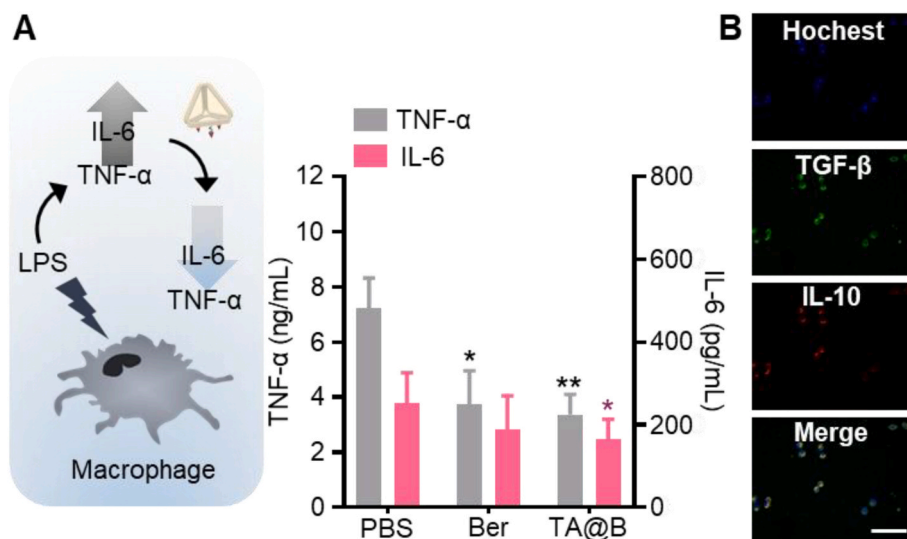 A
IL-6
TNF-α
LPS
IL-6
TNF-α
Macrophage
TNF-α
IL-6
TNF-α (ng/mL)
12
10
8
6
4
2
0
*
**
*
800
600
400
200
0
IL-6 (pg/mL)
PBS Ber TA@B
B
Hochest
TGF-β
IL-10
Merge